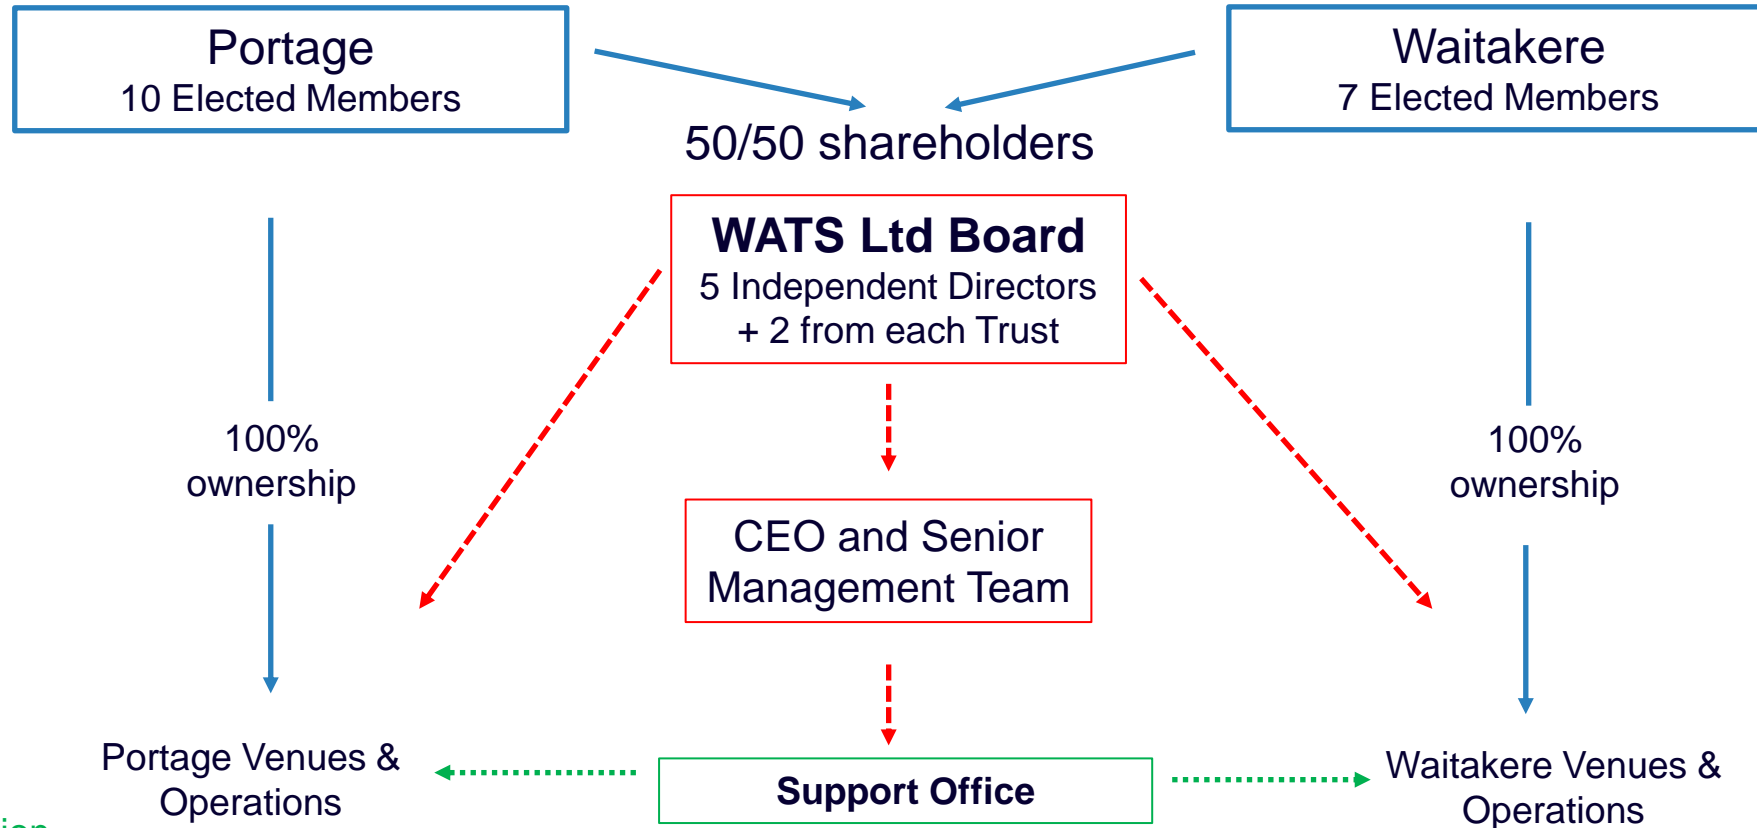 Portage
10 Elected Members
Waitakere
7 Elected Members
50/50 shareholders
WATS Ltd Board
5 Independent Directors
+ 2 from each Trust
100%
ownership
100%
ownership
CEO and Senior
Management Team
Portage Venues &
Operations
Support Office
Waitakere Venues &
Operations